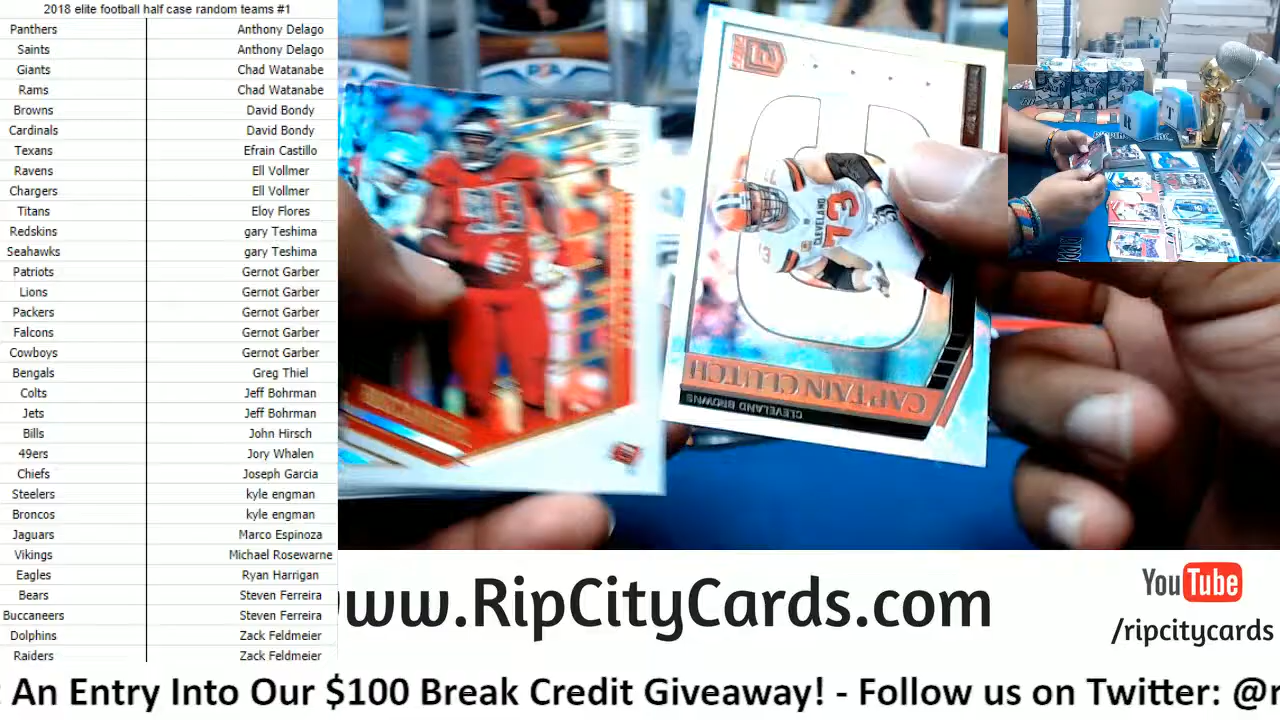 2018 elite football half case random teams #1
Panthers Anthony Delago
Saints Anthony Delago
Giants Chad Watanabe
Rams Chad Watanabe
Browns David Bondy
Cardinals David Bondy
Texans Efrain Castillo
Ravens Ell Vollmer
Chargers Ell Vollmer
Titans Eloy Flores
Redskins gary Teshima
Seahawks gary Teshima
Patriots Gernot Garber
Lions Gernot Garber
Packers Gernot Garber
Falcons Gernot Garber
Cowboys Gernot Garber
Bengals Greg Thiel
Colts Jeff Bohrman
Jets Jeff Bohrman
Bills John Hirsch
49ers Jory Whalen
Chiefs Joseph Garcia
Steelers kyle engman
Broncos kyle engman
Jaguars Marco Espinoza
Vikings Michael Rosewarne
Eagles Ryan Harrigan
Bears Steven Ferreira
Buccaneers Steven Ferreira
Dolphins Zack Feldmeier
Raiders Zack Feldmeier
JOE THOMAS
CLEVELAND
73
CAPTAIN CLUTCH
CLEVELAND BROWNS
93
R T
www.RipCityCards.com
YouTube
/ripcitycards
An Entry Into Our $100 Break Credit Giveaway! - Follow us on Twitter: @r